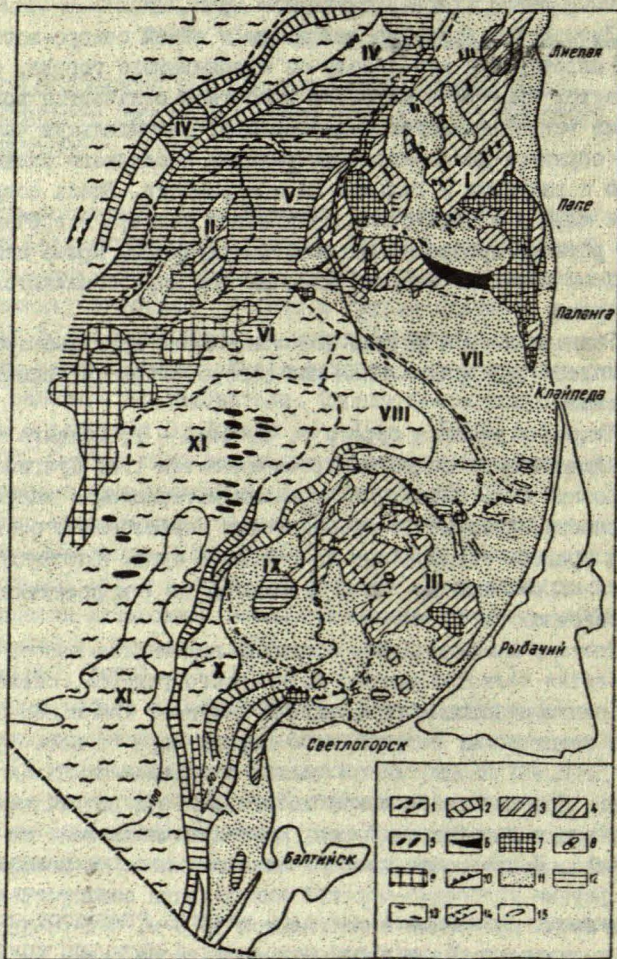 Лиепая
III
IV
IV
I
V
Папе
II
Паланга
VI
VII
Клайпеда
VIII
XI
IX
III
Рыбачий
X
XI
Светлогорск
100
Балтийск
1 2 3 4
5 6 7 8
9 10 11 12
13 14 15